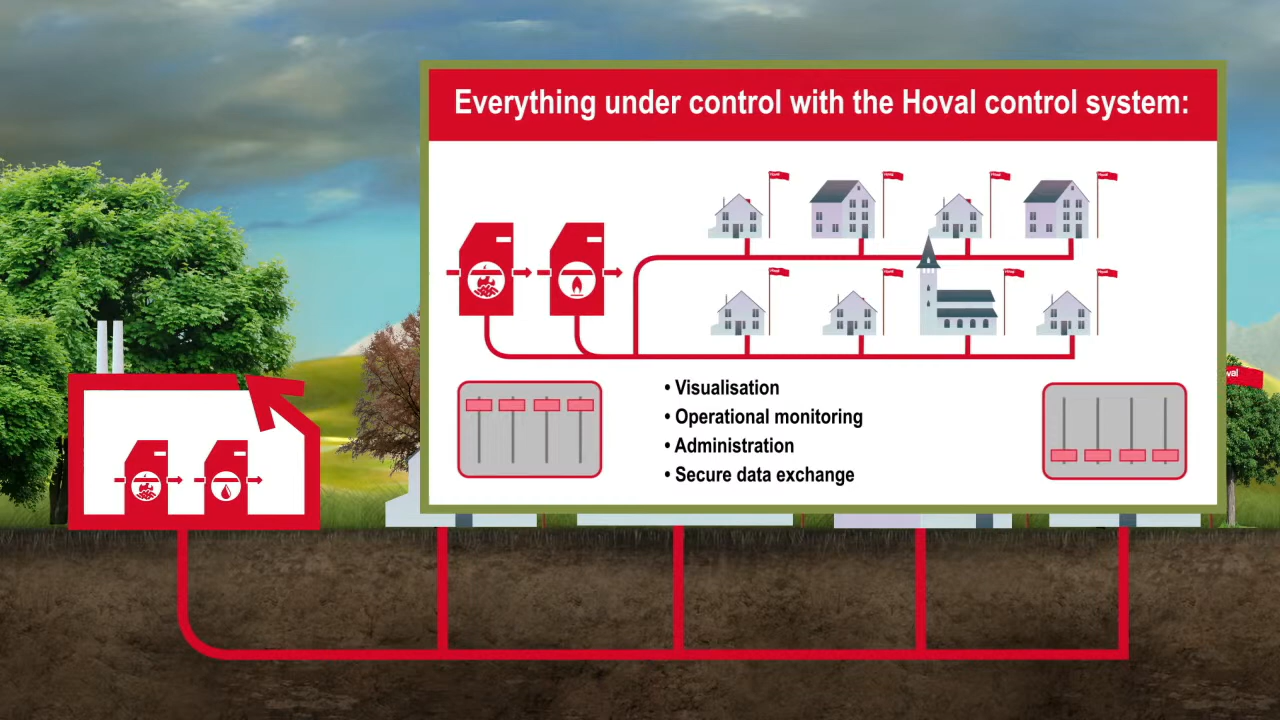 Everything under control with the Hoval control system:
• Visualisation
• Operational monitoring
• Administration
• Secure data exchange